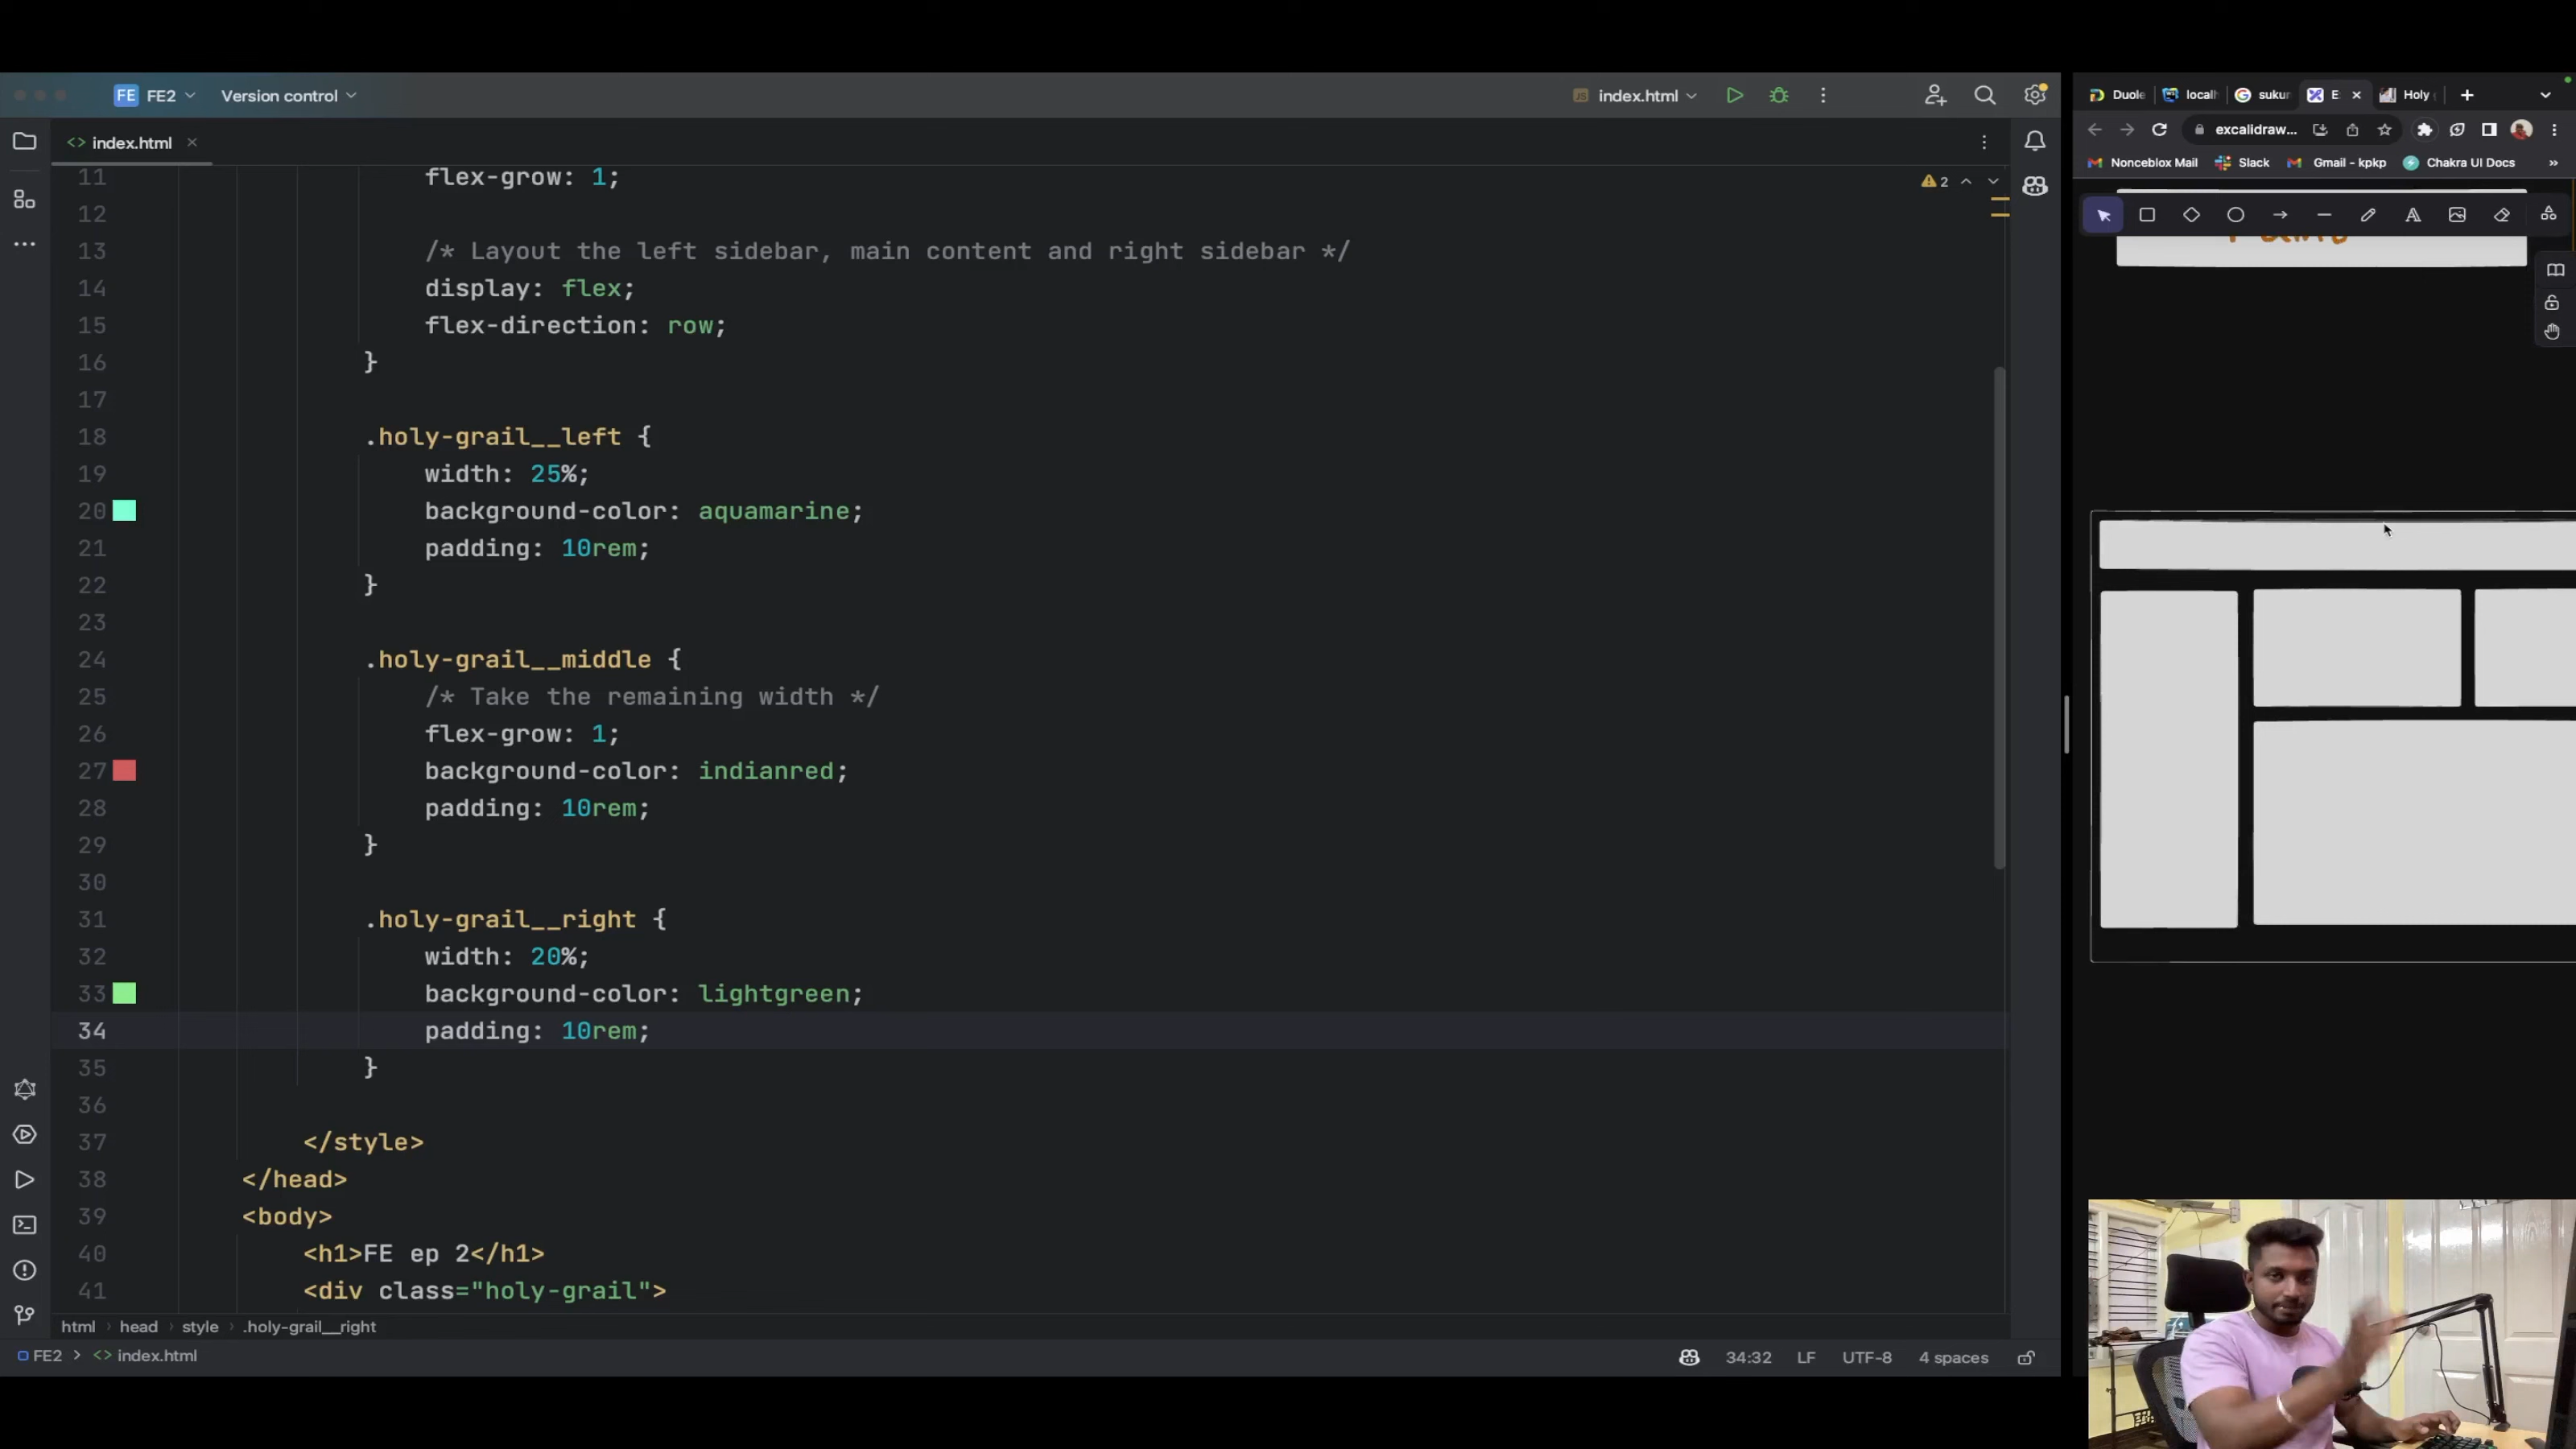 FE FE2 Version control
index.html
index.html
2
11 flex-grow: 1;
12
13 /* Layout the left sidebar, main content and right sidebar */
14 display: flex;
15 flex-direction: row;
16 }
17
18 .holy-grail__left {
19 width: 25%;
20 background-color: aquamarine;
21 padding: 10rem;
22 }
23
24 .holy-grail__middle {
25 /* Take the remaining width */
26 flex-grow: 1;
27 background-color: indianred;
28 padding: 10rem;
29 }
30
31 .holy-grail__right {
32 width: 20%;
33 background-color: lightgreen;
34 padding: 10rem;
35 }
36
37 </style>
38 </head>
39 <body>
40 <h1>FE ep 2</h1>
41 <div class="holy-grail">
html head style .holy-grail__right
FE2 > <> index.html
34:32 LF UTF-8 4 spaces
Duole localh sukur E Holy
excalidraw...
Nonceblox Mail Slack Gmail - kpkp Chakra UI Docs »